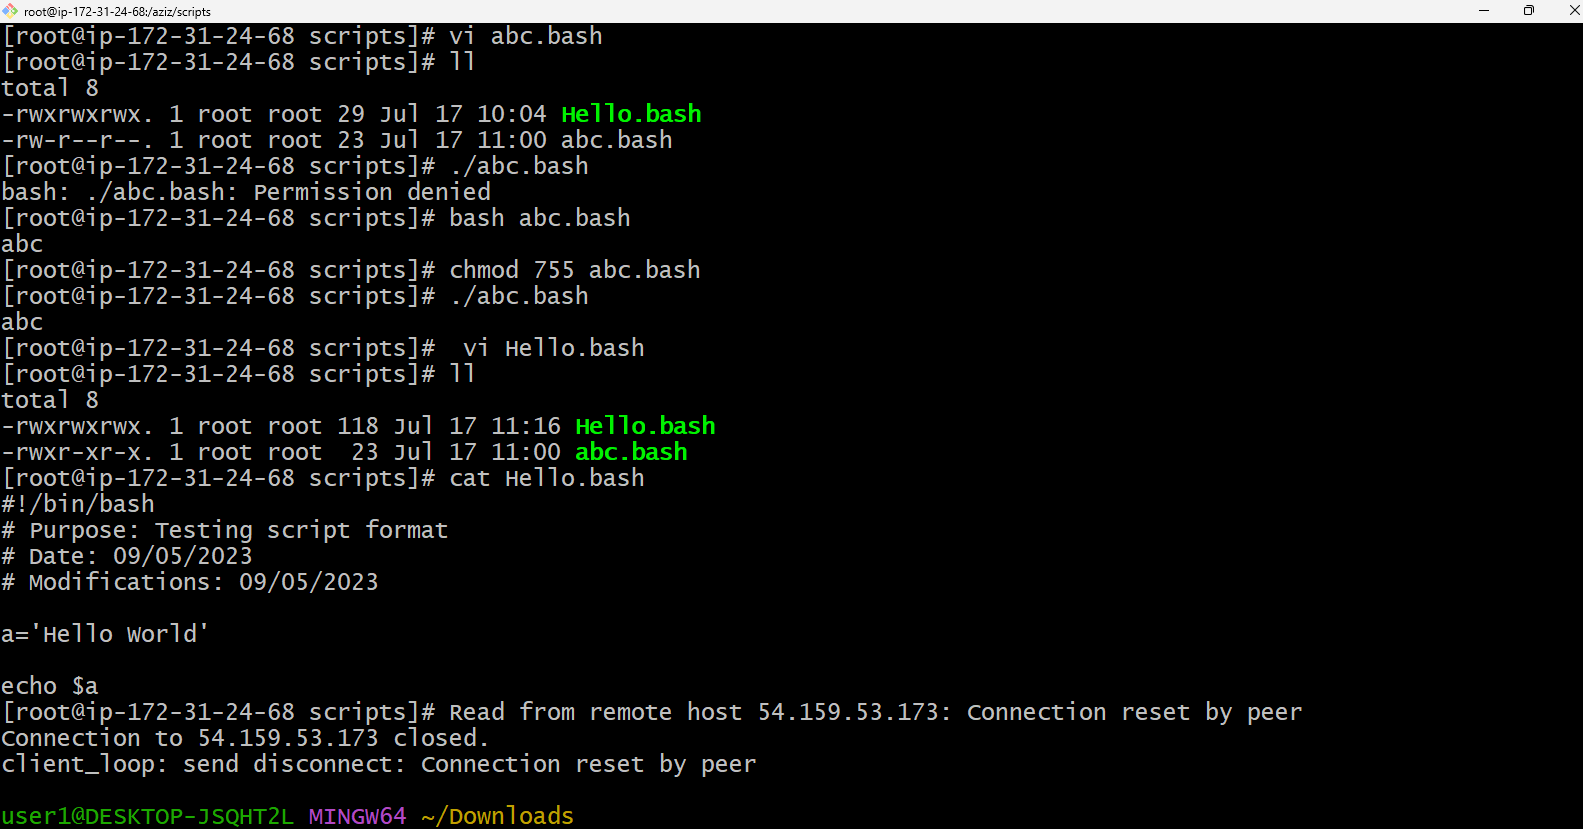 root@ip-172-31-24-68:/aziz/scripts
[root@ip-172-31-24-68 scripts]# vi abc.bash
[root@ip-172-31-24-68 scripts]# ll
total 8
-rwxrwxrwx. 1 root root 29 Jul 17 10:04 Hello.bash
-rw-r--r--. 1 root root 23 Jul 17 11:00 abc.bash
[root@ip-172-31-24-68 scripts]# ./abc.bash
bash: ./abc.bash: Permission denied
[root@ip-172-31-24-68 scripts]# bash abc.bash
abc
[root@ip-172-31-24-68 scripts]# chmod 755 abc.bash
[root@ip-172-31-24-68 scripts]# ./abc.bash
abc
[root@ip-172-31-24-68 scripts]#  vi Hello.bash
[root@ip-172-31-24-68 scripts]# ll
total 8
-rwxrwxrwx. 1 root root 118 Jul 17 11:16 Hello.bash
-rwxr-xr-x. 1 root root  23 Jul 17 11:00 abc.bash
[root@ip-172-31-24-68 scripts]# cat Hello.bash
#!/bin/bash
# Purpose: Testing script format
# Date: 09/05/2023
# Modifications: 09/05/2023
a='Hello World'
echo $a
[root@ip-172-31-24-68 scripts]# Read from remote host 54.159.53.173: Connection reset by peer
Connection to 54.159.53.173 closed.
client_loop: send disconnect: Connection reset by peer
user1@DESKTOP-JSQHT2L MINGW64 ~/Downloads